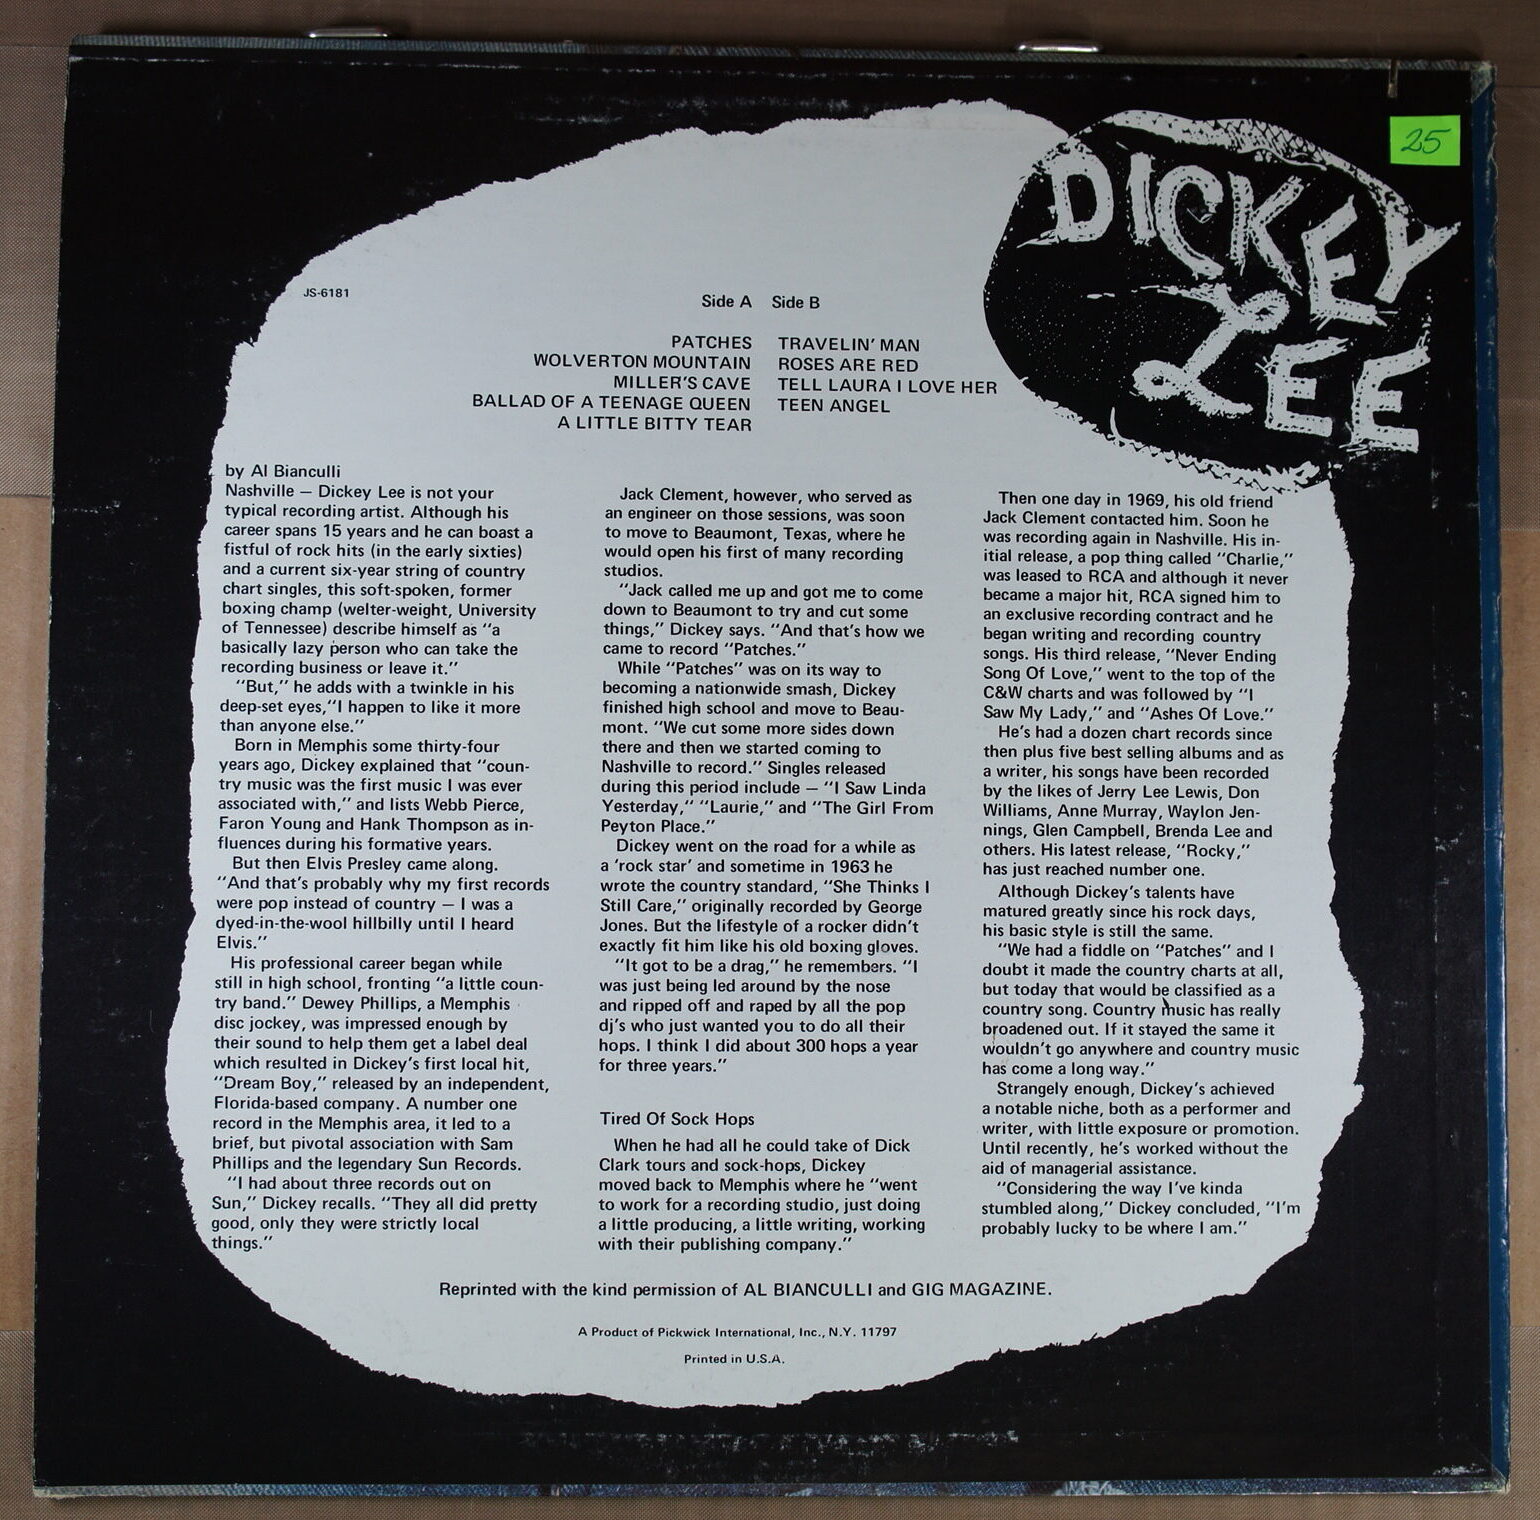 25
DICKEY
LEE
JS-6181
Side A Side B
PATCHES
WOLVERTON MOUNTAIN
MILLER'S CAVE
BALLAD OF A TEENAGE QUEEN
A LITTLE BITTY TEAR
TRAVELIN' MAN
ROSES ARE RED
TELL LAURA I LOVE HER
TEEN ANGEL
by Al Bianculli
Nashville — Dickey Lee is not your
typical recording artist. Although his
career spans 15 years and he can boast a
fistful of rock hits (in the early sixties)
and a current six-year string of country
chart singles, this soft-spoken, former
boxing champ (welter-weight, University
of Tennessee) describe himself as "a
basically lazy person who can take the
recording business or leave it."
"But," he adds with a twinkle in his
deep-set eyes,"I happen to like it more
than anyone else."
Born in Memphis some thirty-four
years ago, Dickey explained that "coun-
try music was the first music I was ever
associated with," and lists Webb Pierce,
Faron Young and Hank Thompson as in-
fluences during his formative years.
But then Elvis Presley came along.
"And that's probably why my first records
were pop instead of country — I was a
dyed-in-the-wool hillbilly until I heard
Elvis."
His professional career began while
still in high school, fronting "a little coun-
try band." Dewey Phillips, a Memphis
disc jockey, was impressed enough by
their sound to help them get a label deal
which resulted in Dickey's first local hit,
"Dream Boy," released by an independent,
Florida-based company. A number one
record in the Memphis area, it led to a
brief, but pivotal association with Sam
Phillips and the legendary Sun Records.
"I had about three records out on
Sun," Dickey recalls. "They all did pretty
good, only they were strictly local
things."
Jack Clement, however, who served as
an engineer on those sessions, was soon
to move to Beaumont, Texas, where he
would open his first of many recording
studios.
"Jack called me up and got me to come
down to Beaumont to try and cut some
things," Dickey says. "And that's how we
came to record "Patches."
While "Patches" was on its way to
becoming a nationwide smash, Dickey
finished high school and move to Beau-
mont. "We cut some more sides down
there and then we started coming to
Nashville to record." Singles released
during this period include — "I Saw Linda
Yesterday," "Laurie," and "The Girl From
Peyton Place."
Dickey went on the road for a while as
a 'rock star' and sometime in 1963 he
wrote the country standard, "She Thinks I
Still Care," originally recorded by George
Jones. But the lifestyle of a rocker didn't
exactly fit him like his old boxing gloves.
"It got to be a drag," he remembers. "I
was just being led around by the nose
and ripped off and raped by all the pop
dj's who just wanted you to do all their
hops. I think I did about 300 hops a year
for three years."
Tired Of Sock Hops
When he had all he could take of Dick
Clark tours and sock-hops, Dickey
moved back to Memphis where he "went
to work for a recording studio, just doing
a little producing, a little writing, working
with their publishing company."
Then one day in 1969, his old friend
Jack Clement contacted him. Soon he
was recording again in Nashville. His in-
itial release, a pop thing called "Charlie,"
was leased to RCA and although it never
became a major hit, RCA signed him to
an exclusive recording contract and he
began writing and recording country
songs. His third release, "Never Ending
Song Of Love," went to the top of the
C&W charts and was followed by "I
Saw My Lady," and "Ashes Of Love."
He's had a dozen chart records since
then plus five best selling albums and as
a writer, his songs have been recorded
by the likes of Jerry Lee Lewis, Don
Williams, Anne Murray, Waylon Jen-
nings, Glen Campbell, Brenda Lee and
others. His latest release, "Rocky,"
has just reached number one.
Although Dickey's talents have
matured greatly since his rock days,
his basic style is still the same.
"We had a fiddle on "Patches" and I
doubt it made the country charts at all,
but today that would be classified as a
country song. Country music has really
broadened out. If it stayed the same it
wouldn't go anywhere and country music
has come a long way."
Strangely enough, Dickey's achieved
a notable niche, both as a performer and
writer, with little exposure or promotion.
Until recently, he's worked without the
aid of managerial assistance.
"Considering the way I've kinda
stumbled along," Dickey concluded, "I'm
probably lucky to be where I am."
Reprinted with the kind permission of AL BIANCULLI and GIG MAGAZINE.
A Product of Pickwick International, Inc., N.Y. 11797
Printed in U.S.A.